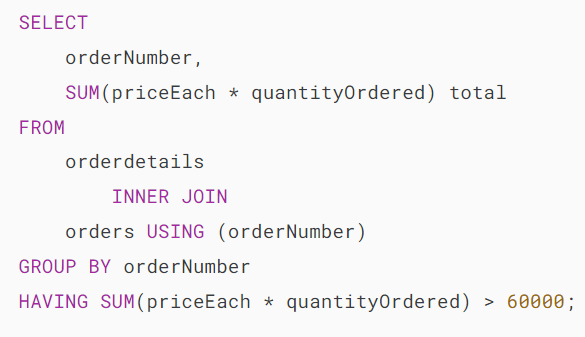 SELECT
    orderNumber,
    SUM(priceEach * quantityOrdered) total
FROM
    orderdetails
        INNER JOIN
    orders USING (orderNumber)
GROUP BY orderNumber
HAVING SUM(priceEach * quantityOrdered) > 60000;